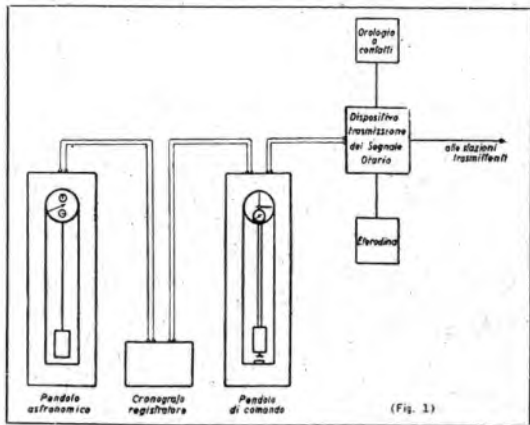 Orologio
a
contatti
Dispositivo
trasmissione
del Segnale
Orario
alle stazioni
trasmittenti
Eterodina
Pendolo
astronomico
Cronografo
registratore
Pendolo
di comando
(Fig. 1)